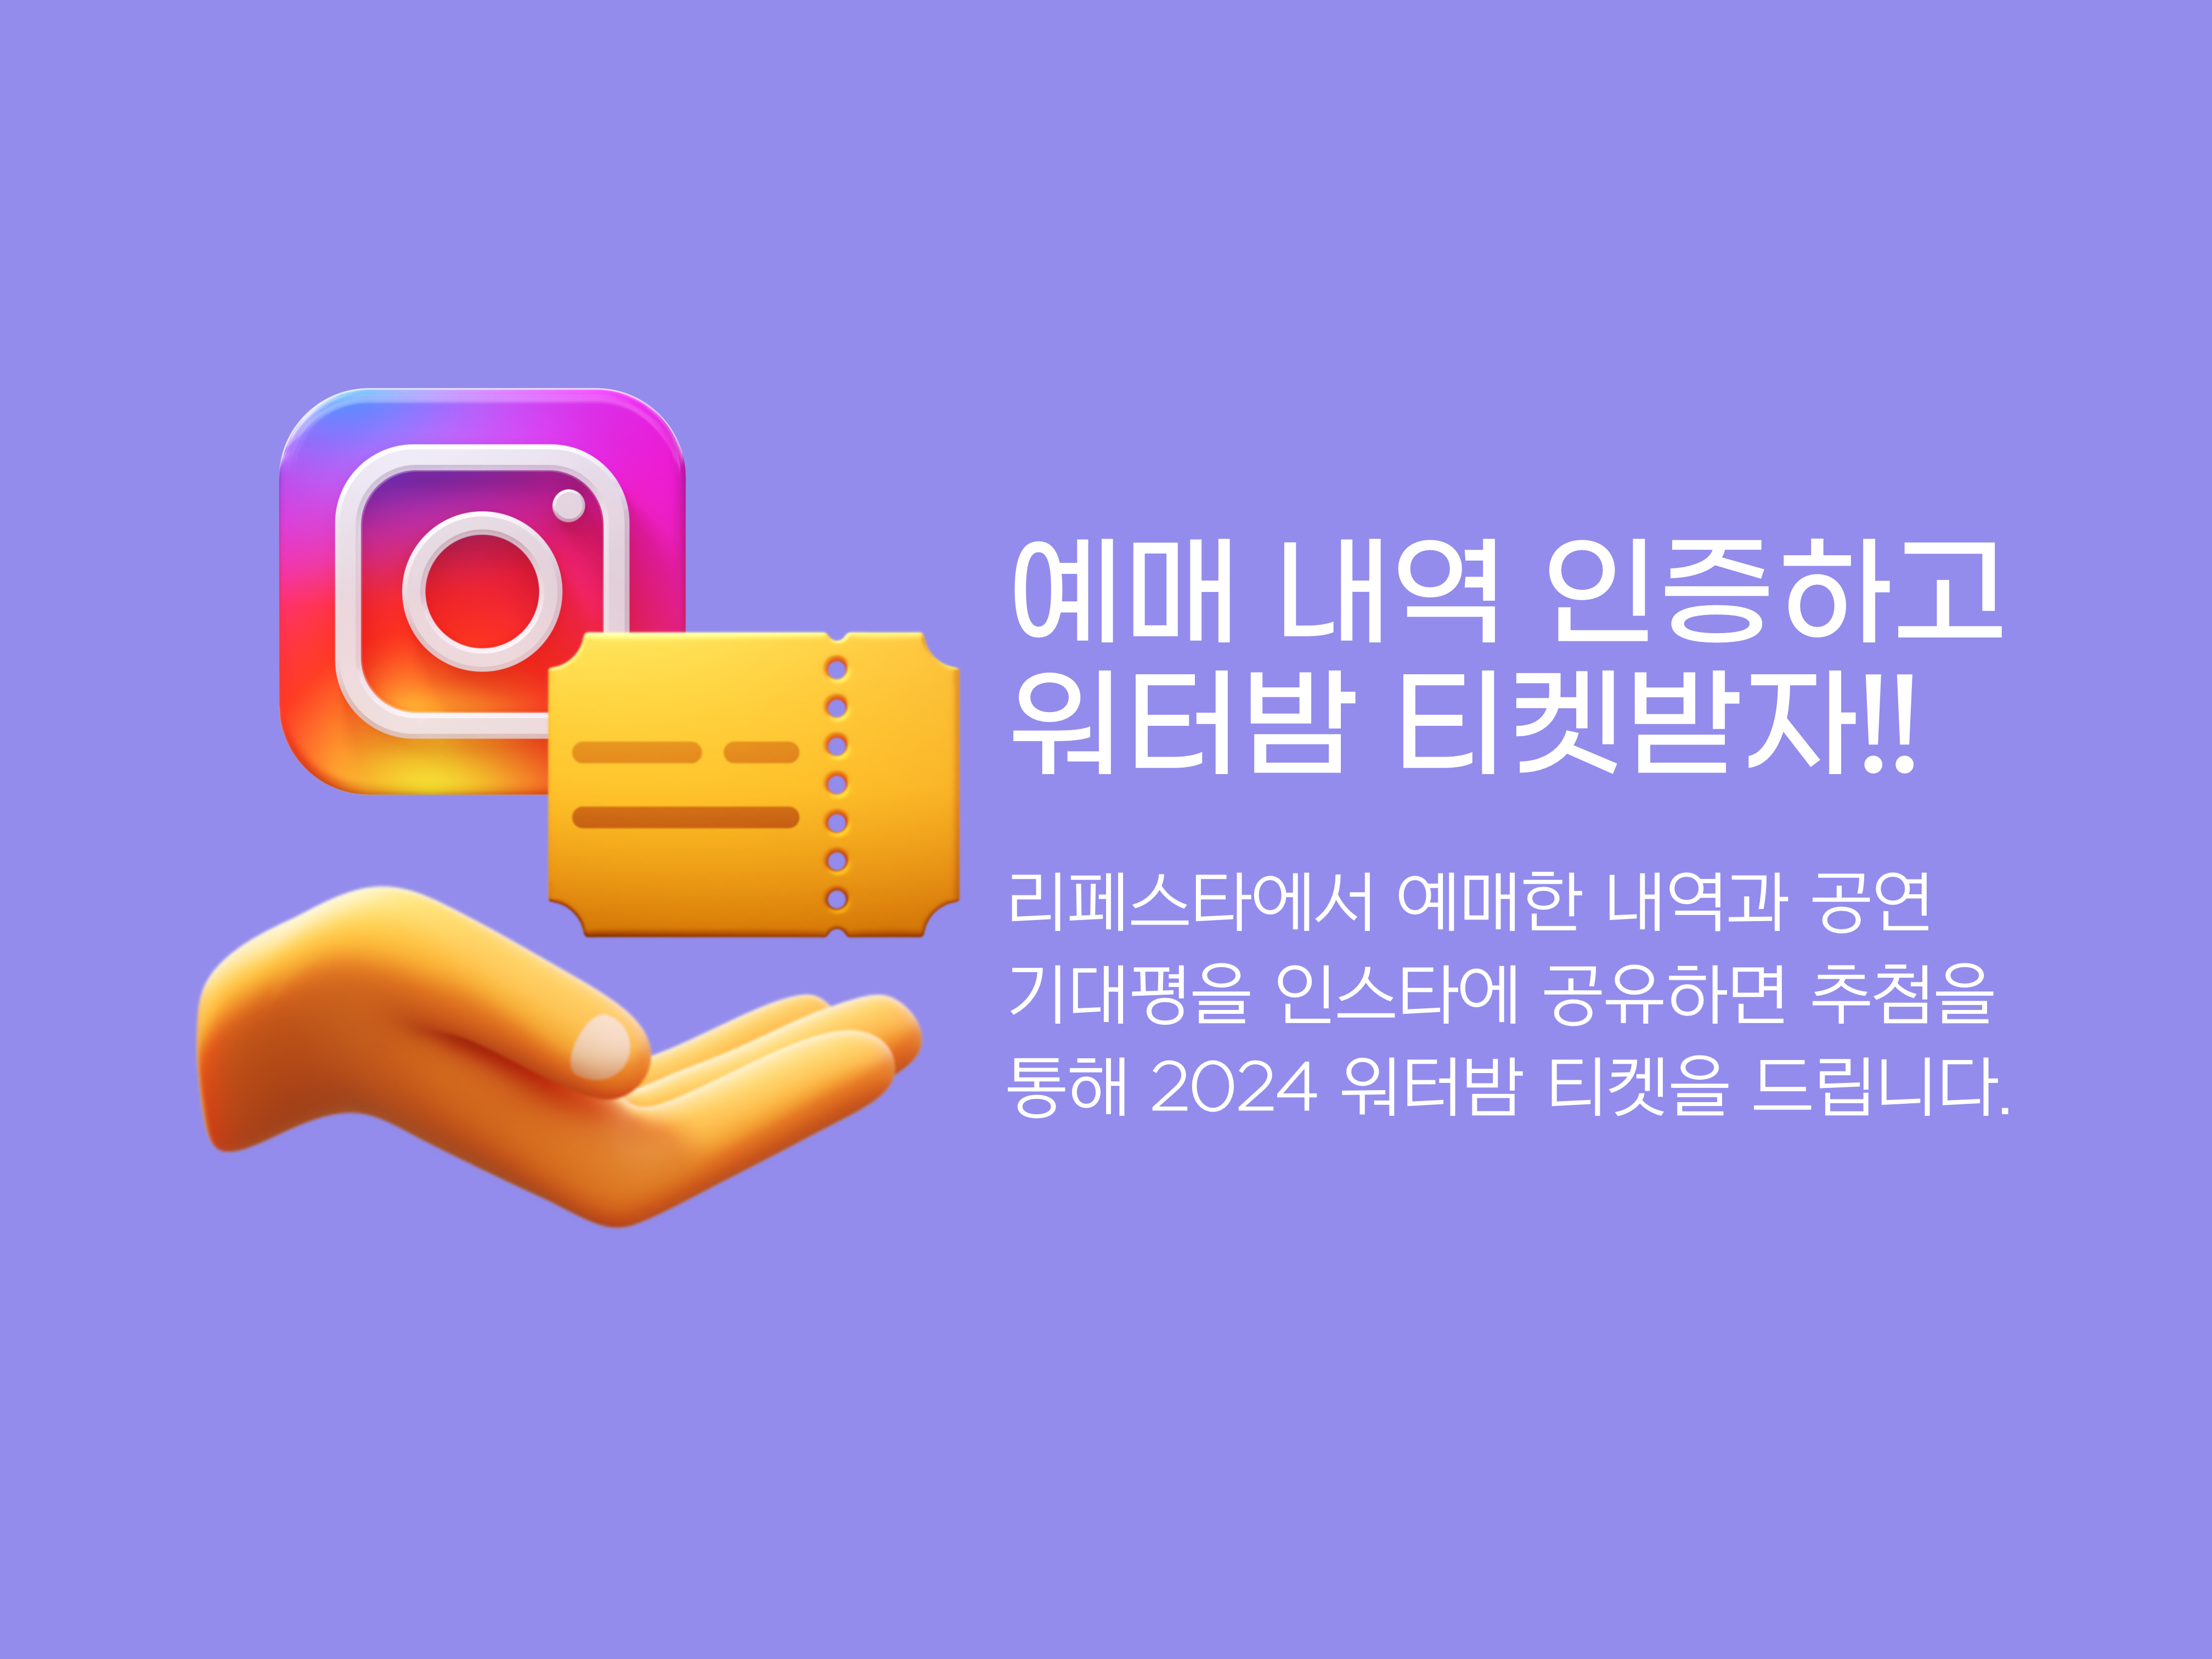 예매 내역 인증하고
워터밤 티켓받자!!
리페스타에서 예매한 내역과 공연
기대평을 인스타에 공유하면 추첨을
통해 2024 워터밤 티켓을 드립니다.